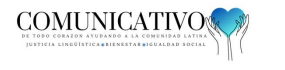 COMUNICATIVO
DE TODO CORAZON AYUDANDO A LA COMUNIDAD LATINA
JUSTICIA LINGÜÍSTICA•BIENESTAR•IGUALDAD SOCIAL